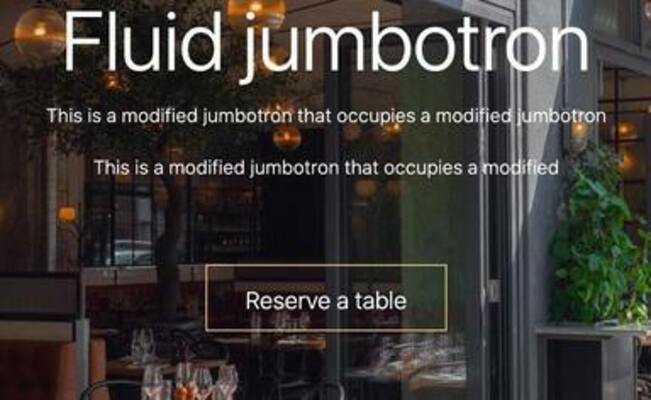 Fluid jumbotron
This is a modified jumbotron that occupies a modified jumbotron
This is a modified jumbotron that occupies a modified
Reserve a table